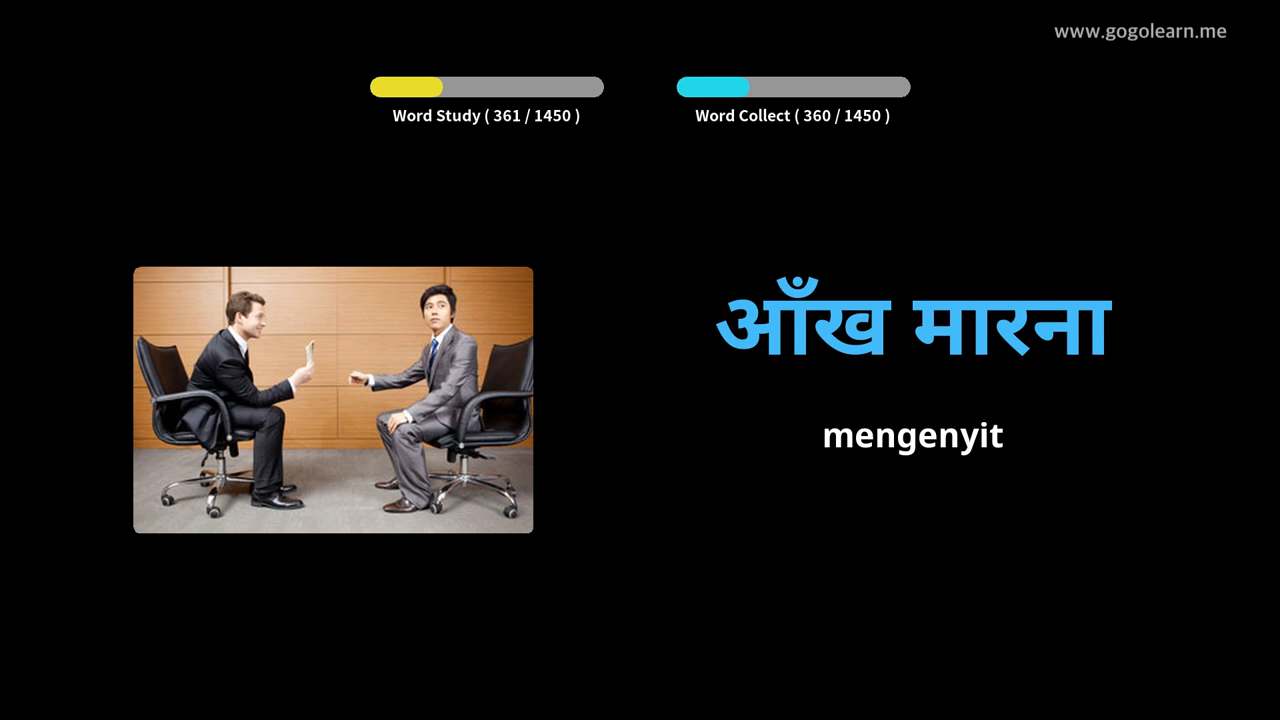 www.gogolearn.me
Word Study ( 361 / 1450 )
Word Collect ( 360 / 1450 )
आँख मारना
mengenyit